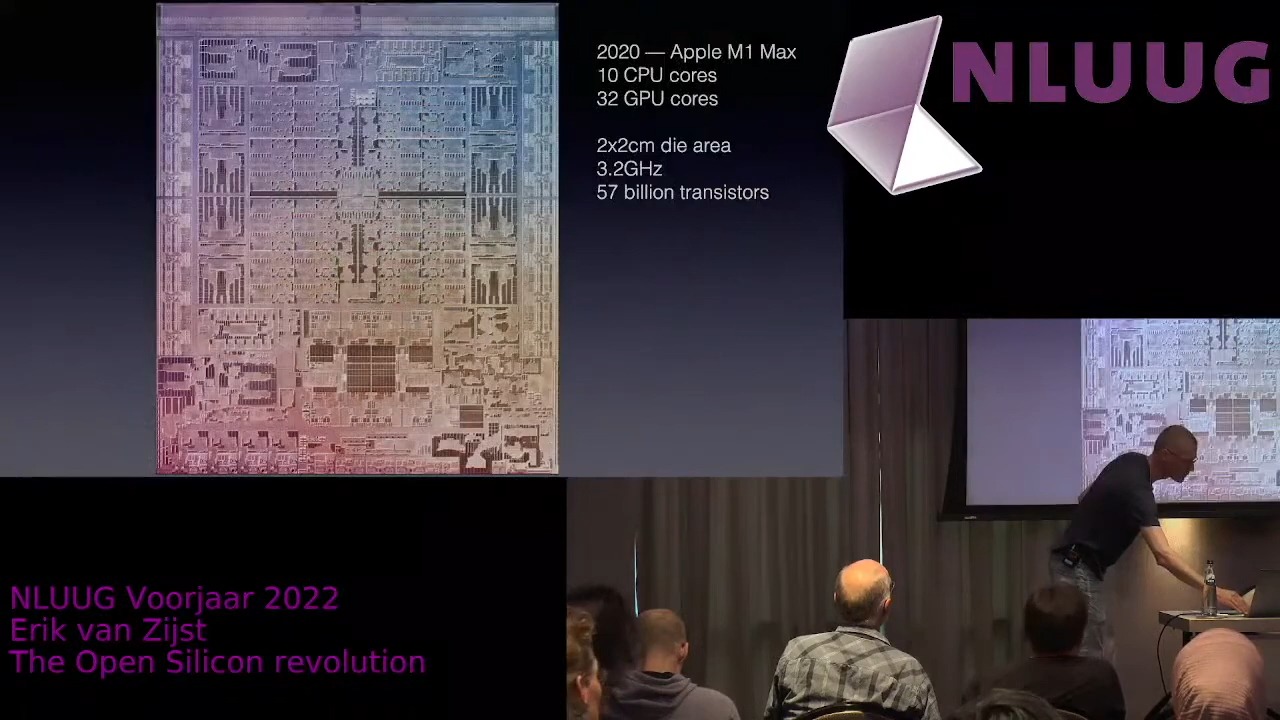 2020 — Apple M1 Max
10 CPU cores
32 GPU cores
2x2cm die area
3.2GHz
57 billion transistors
NLUUG
NLUUG Voorjaar 2022
Erik van Zijst
The Open Silicon revolution